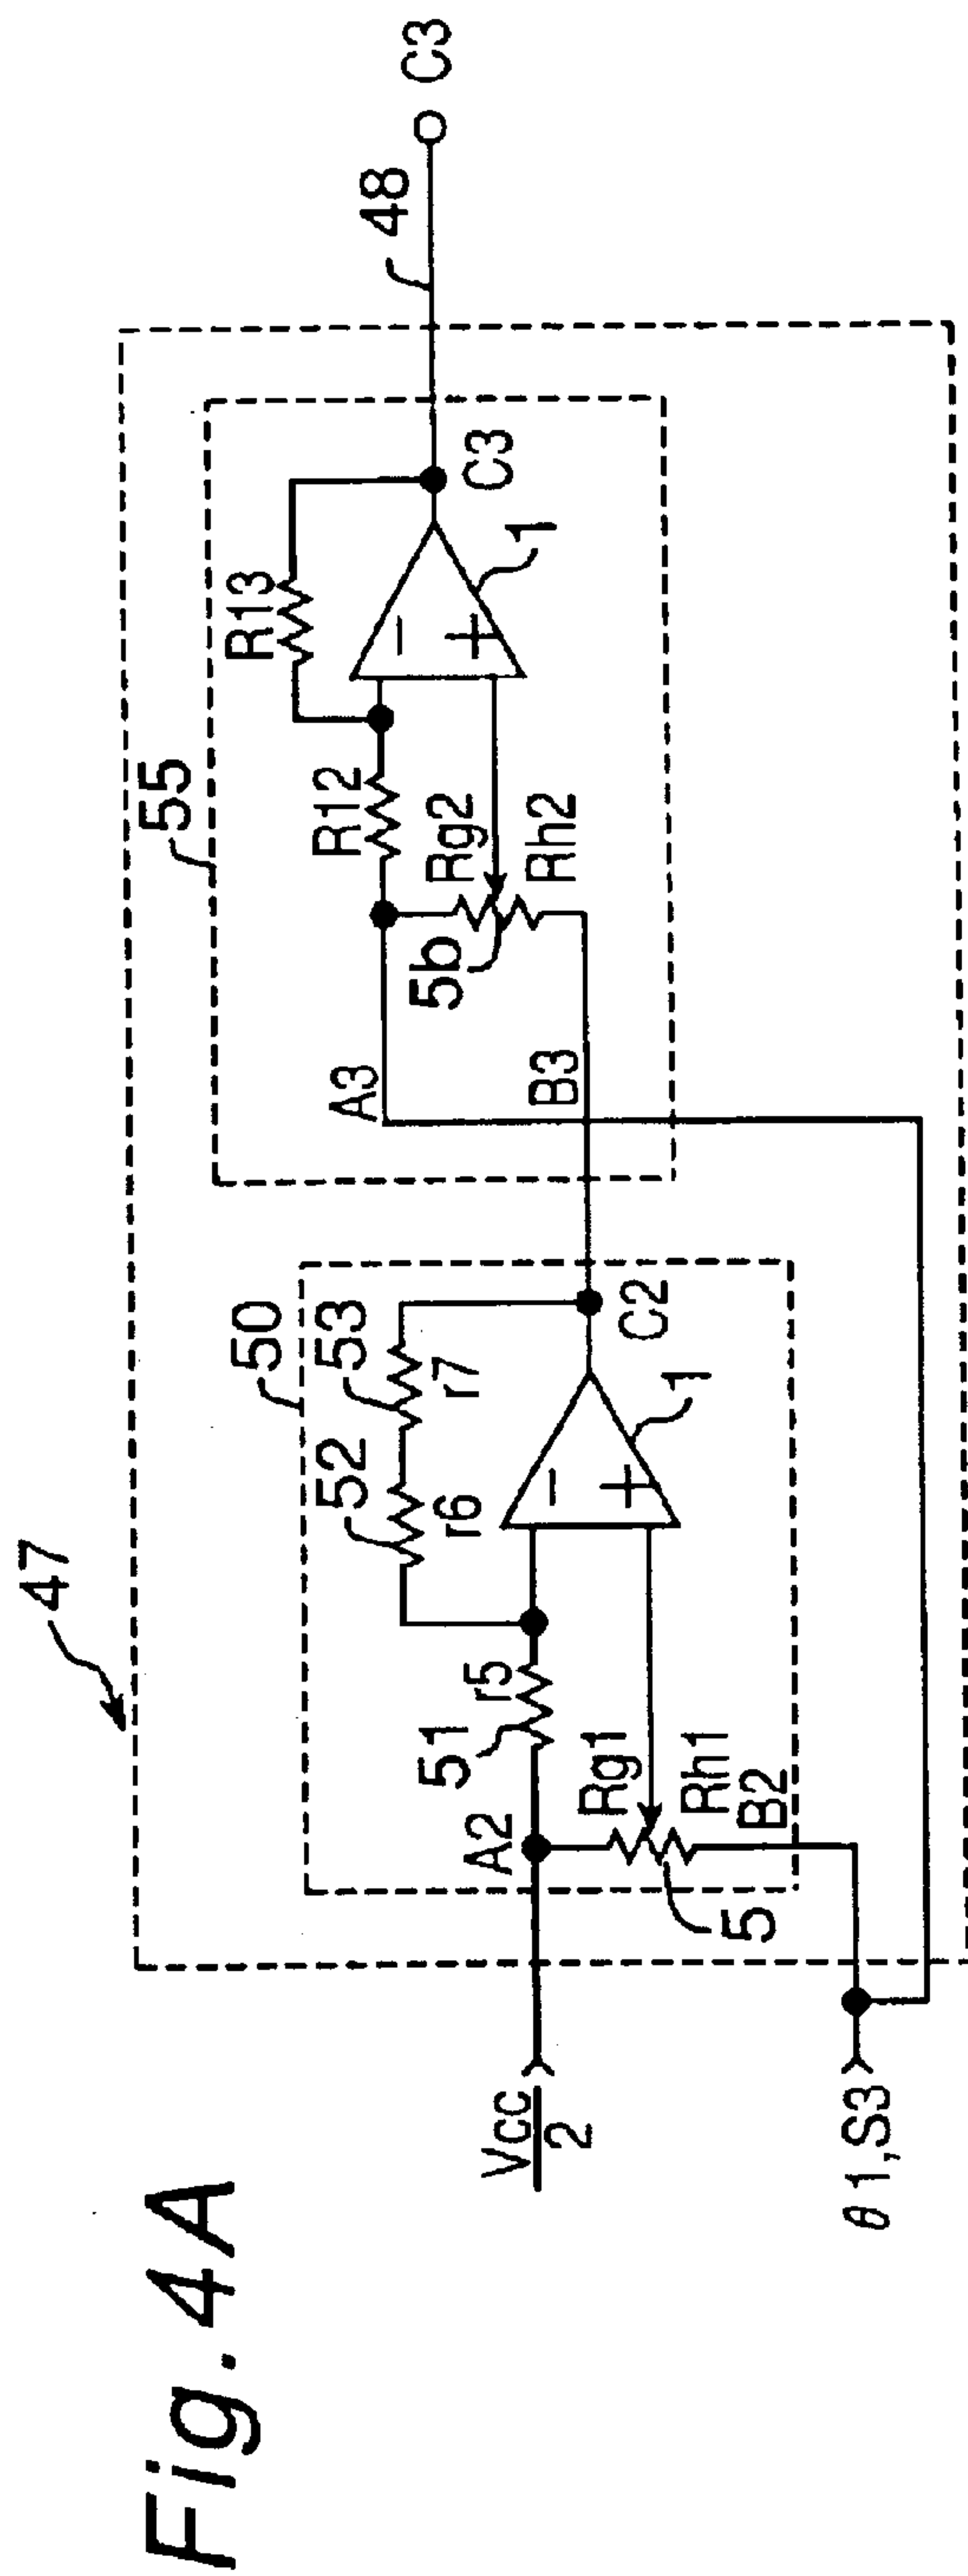 Fig. 4A
47
50
53
52
r7
r6
51
r5
A2
Rg1
Rh1
B2
5
1
C2
−
+
Vcc
2
θ1,S3
55
R13
R12
Rg2
Rh2
5b
A3
B3
1
C3
−
+
48
C3